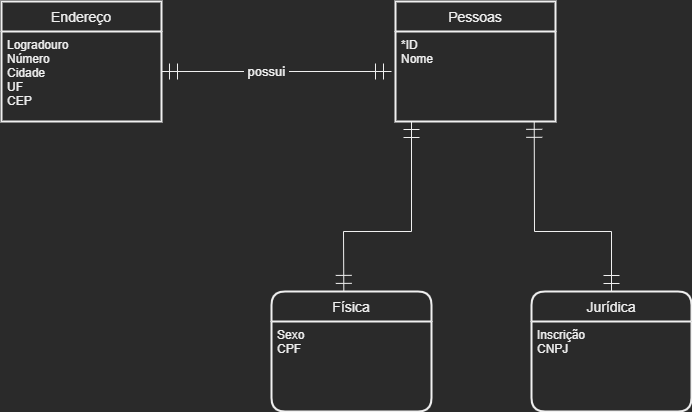 Endereço
Logradouro
Número
Cidade
UF
CEP
possui
Pessoas
*ID
Nome
Física
Sexo
CPF
Jurídica
Inscrição
CNPJ